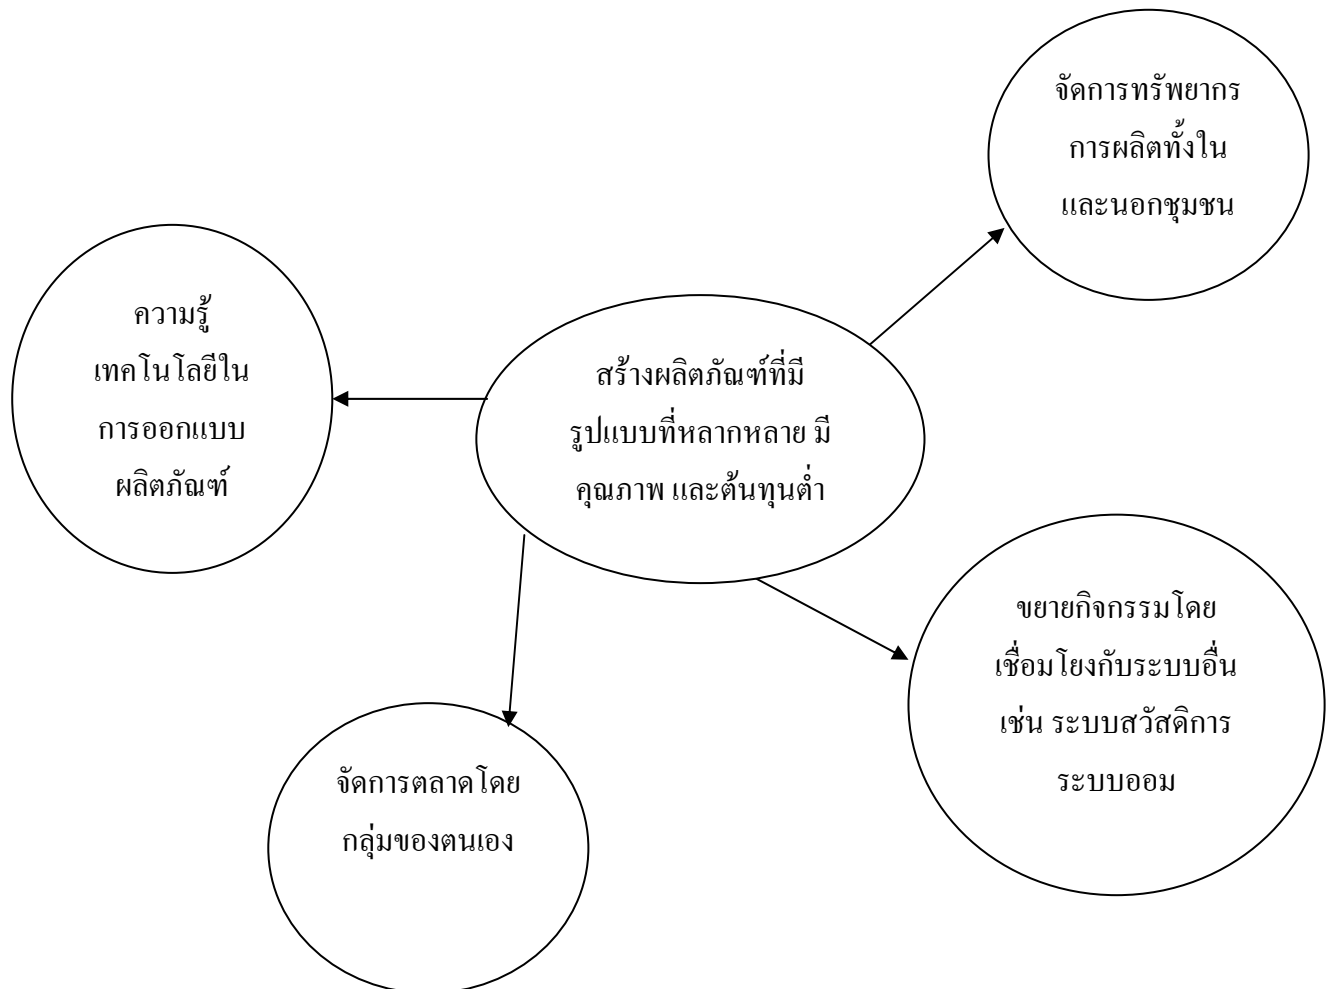 จัดการทรัพยากร
การผลิตทั้งใน
และนอกชุมชน
ความรู้
เทคโนโลยีใน
การออกแบบ
ผลิตภัณฑ์
สร้างผลิตภัณฑ์ที่มี
รูปแบบที่หลากหลาย มี
คุณภาพ และต้นทุนต่ำ
ขยายกิจกรรมโดย
เชื่อมโยงกับระบบอื่น
เช่น ระบบสวัสดิการ
ระบบออม
จัดการตลาดโดย
กลุ่มของตนเอง